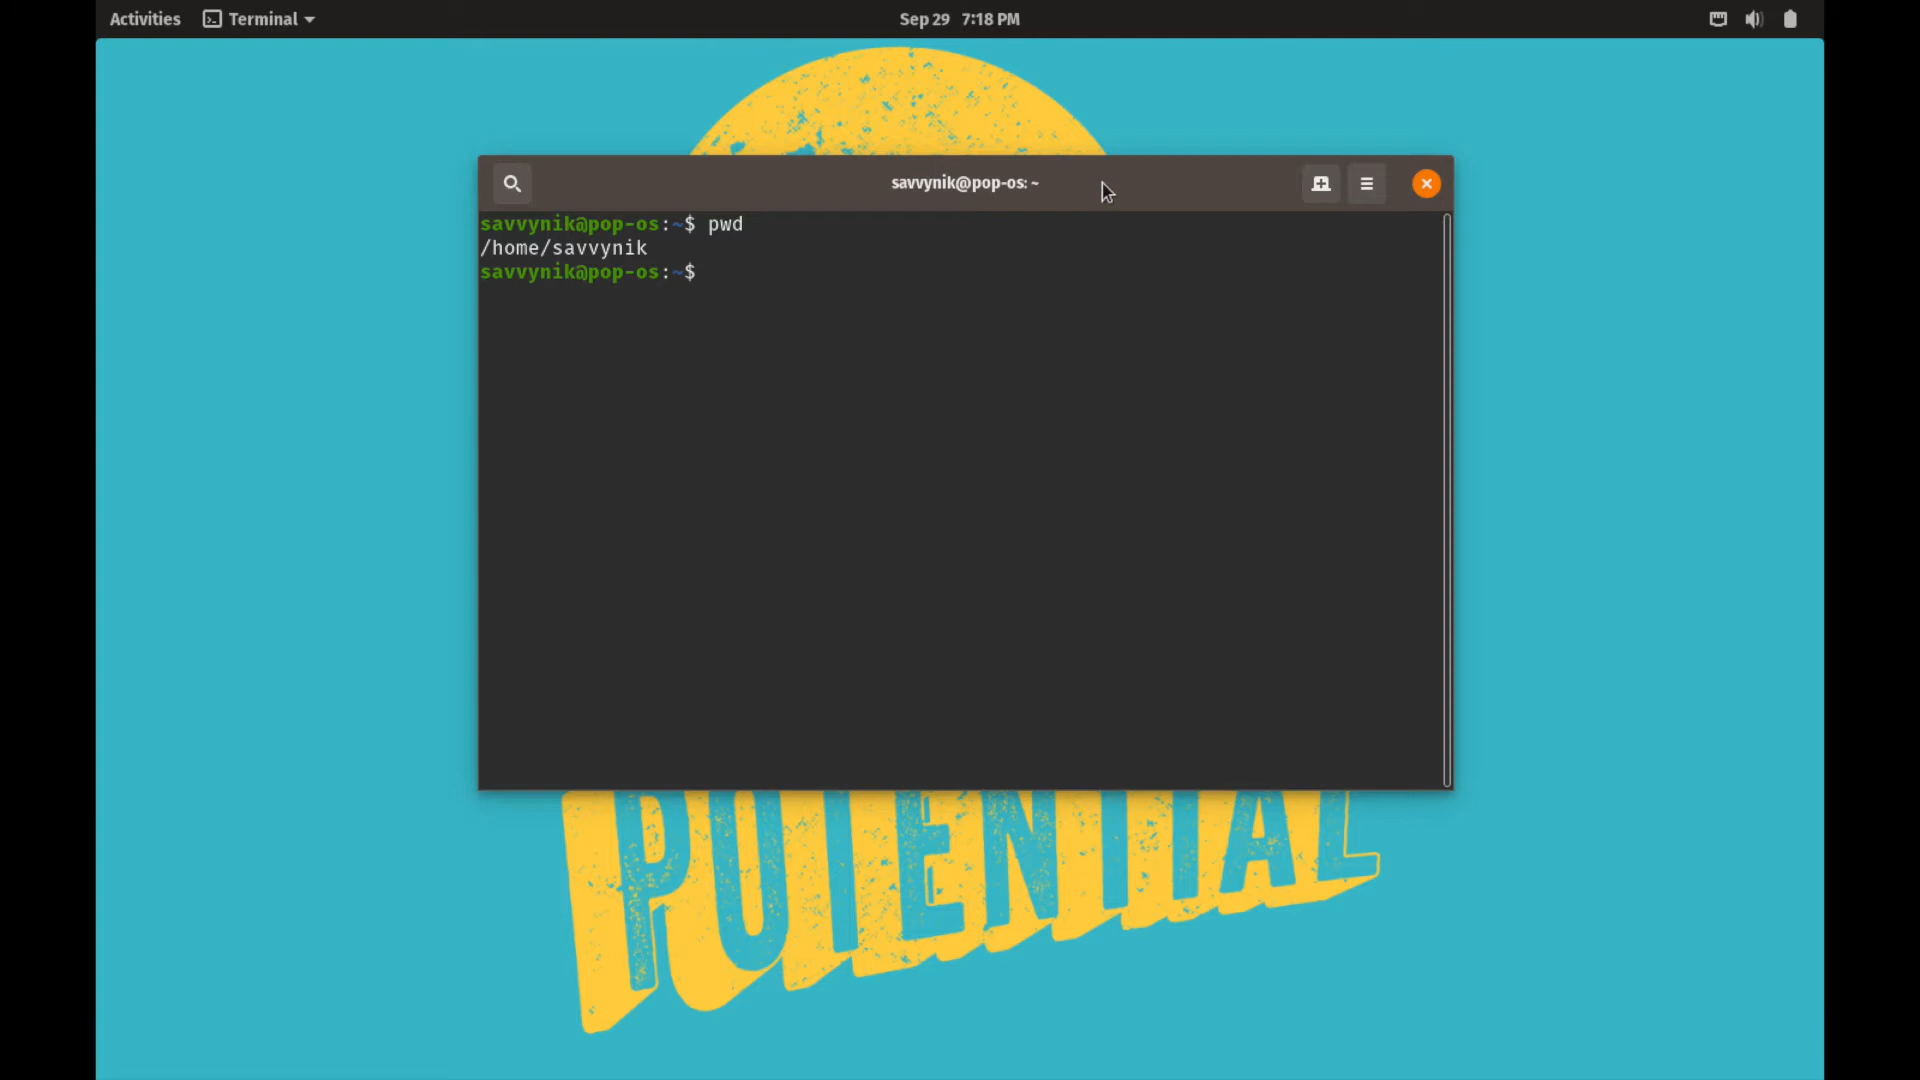 Activities Terminal Sep 29 7:18 PM
savvynik@pop-os: ~
savvynik@pop-os:~$ pwd
/home/savvynik
savvynik@pop-os:~$
POTENTIAL